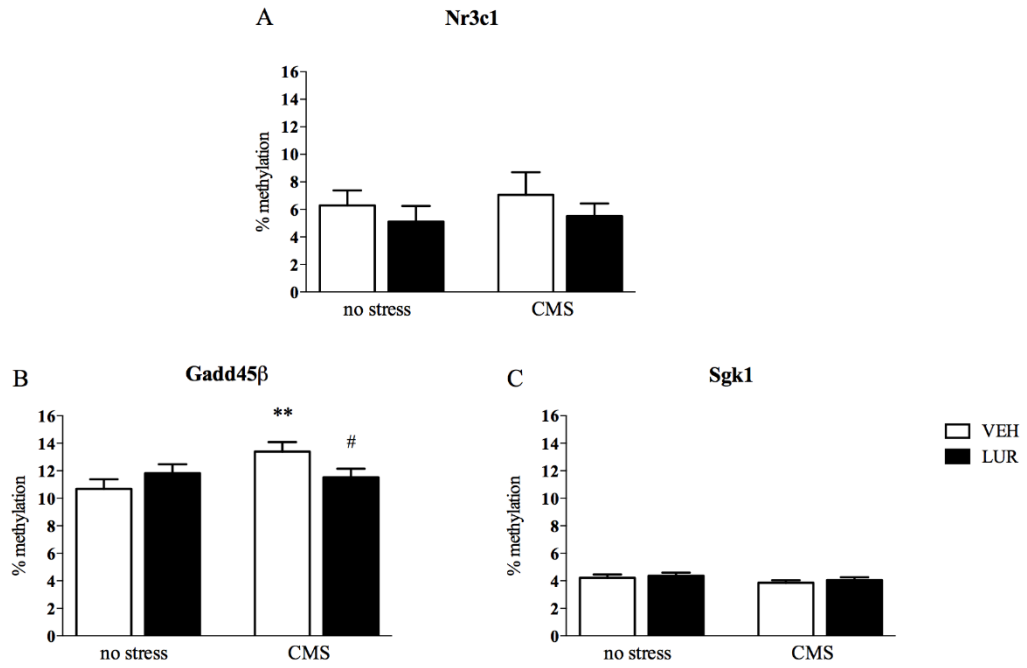 A
Nr3c1
16
14
12
10
8
6
4
2
0
% methylation
no stress
CMS
B
Gadd45β
16
14
12
10
8
6
4
2
0
% methylation
**
#
no stress
CMS
C
Sgk1
16
14
12
10
8
6
4
2
0
% methylation
no stress
CMS
VEH
LUR